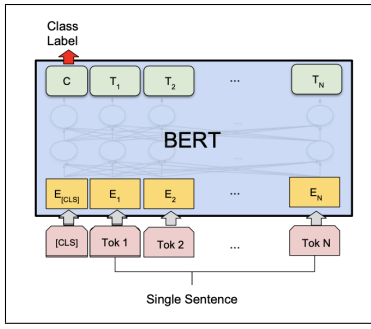 Class
Label
C T1 T2 ... TN
BERT
E[CLS] E1 E2 ... EN
[CLS] Tok 1 Tok 2 ... Tok N
Single Sentence